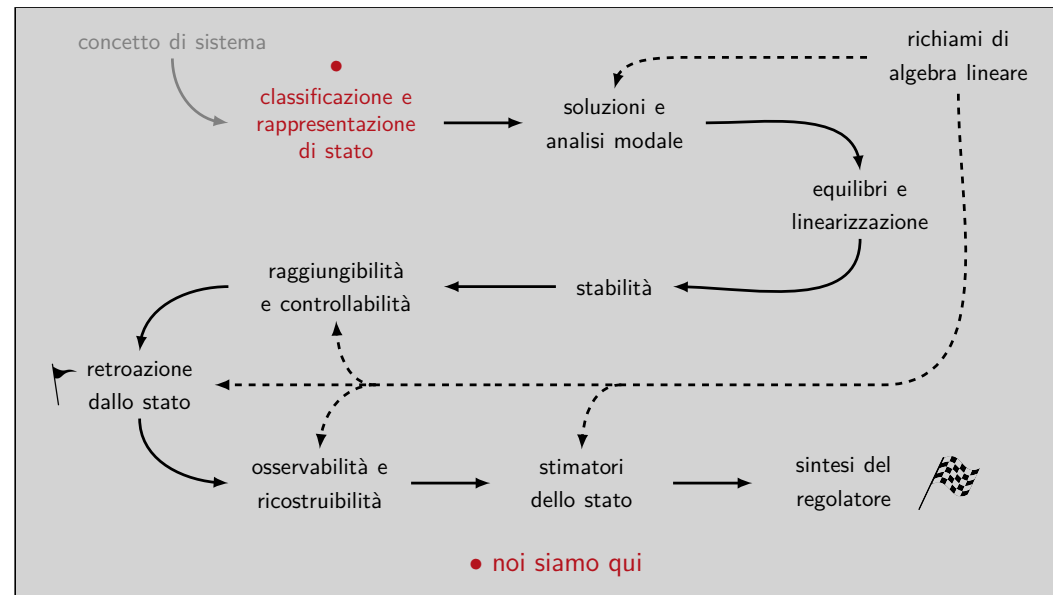 concetto di sistema
richiami di
algebra lineare
classificazione e
rappresentazione
di stato
soluzioni e
analisi modale
equilibri e
linearizzazione
stabilità
raggiungibilità
e controllabilità
retroazione
dallo stato
osservabilità e
ricostruibilità
stimatori
dello stato
sintesi del
regolatore
• noi siamo qui